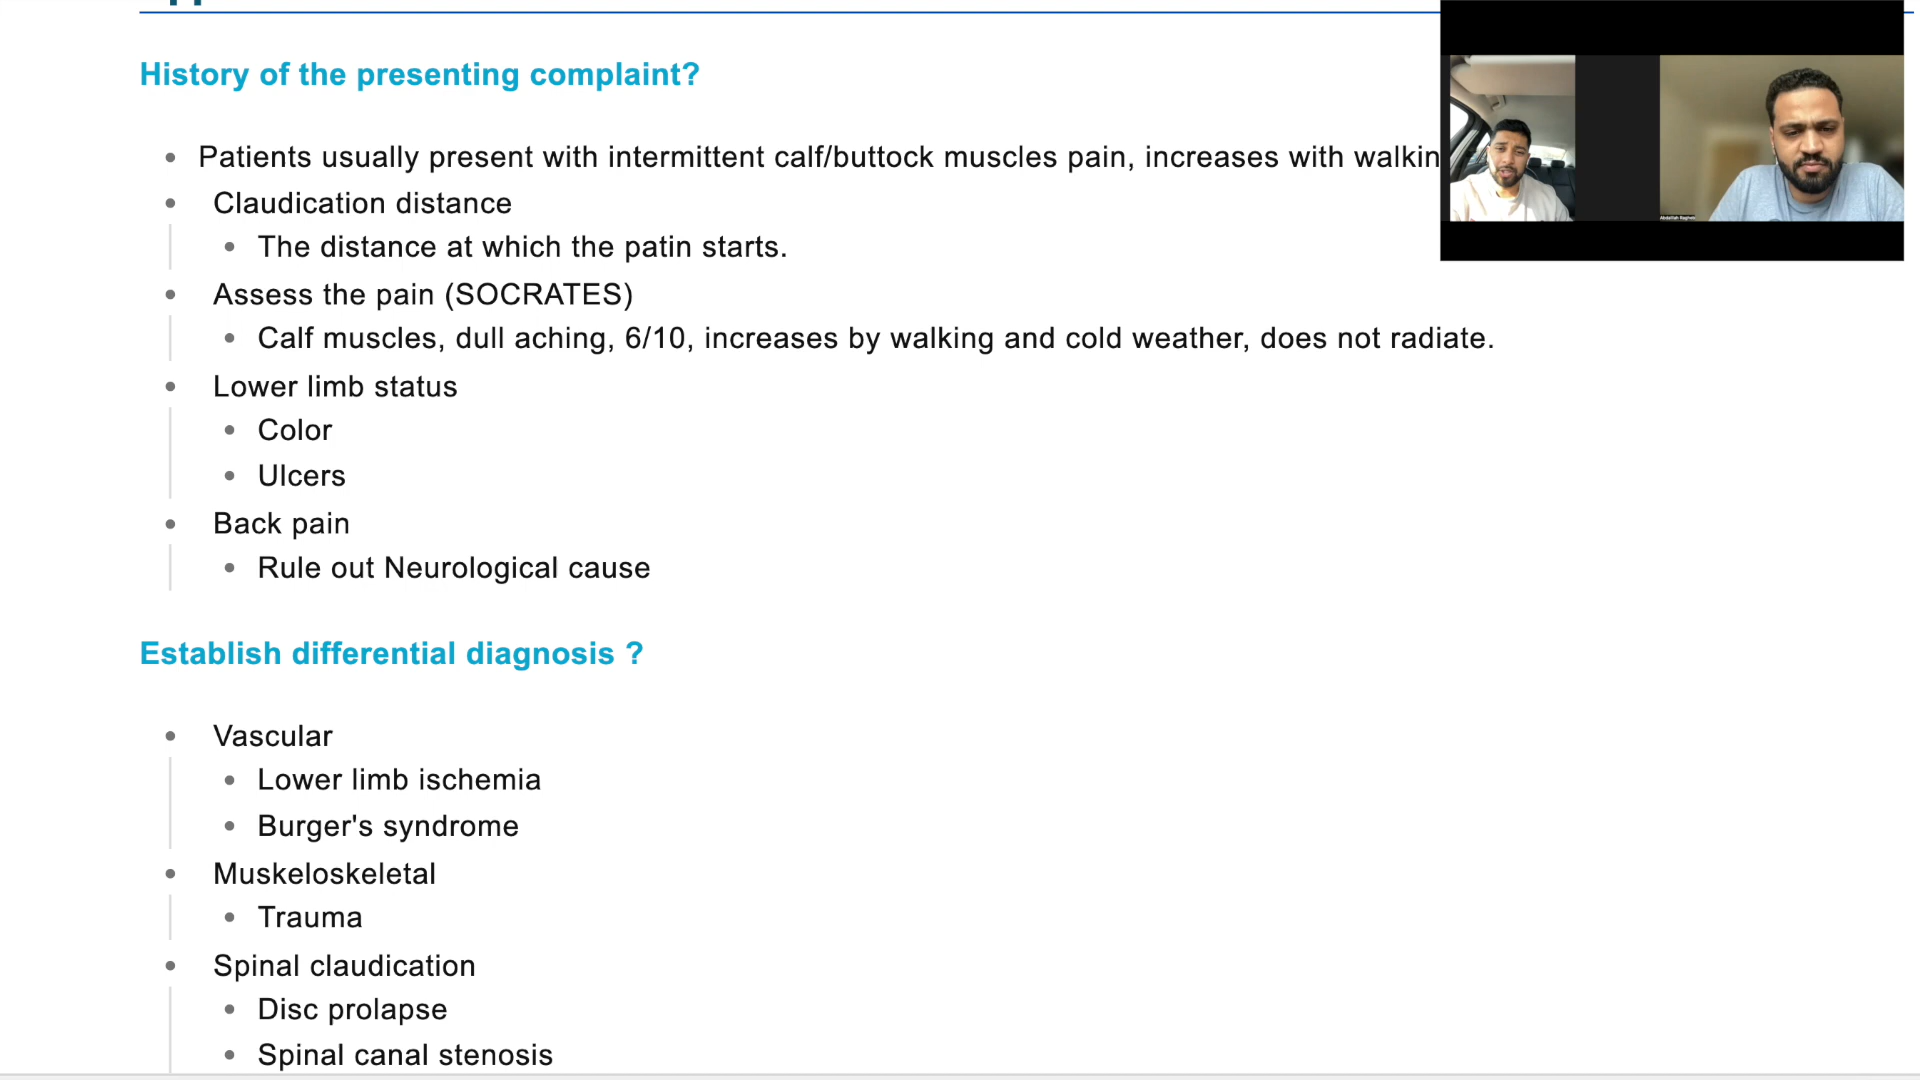 History of the presenting complaint?
Patients usually present with intermittent calf/buttock muscles pain, increases with walkin
Claudication distance
The distance at which the patin starts.
Assess the pain (SOCRATES)
Calf muscles, dull aching, 6/10, increases by walking and cold weather, does not radiate.
Lower limb status
Color
Ulcers
Back pain
Rule out Neurological cause
Establish differential diagnosis ?
Vascular
Lower limb ischemia
Burger's syndrome
Muskeloskeletal
Trauma
Spinal claudication
Disc prolapse
Spinal canal stenosis